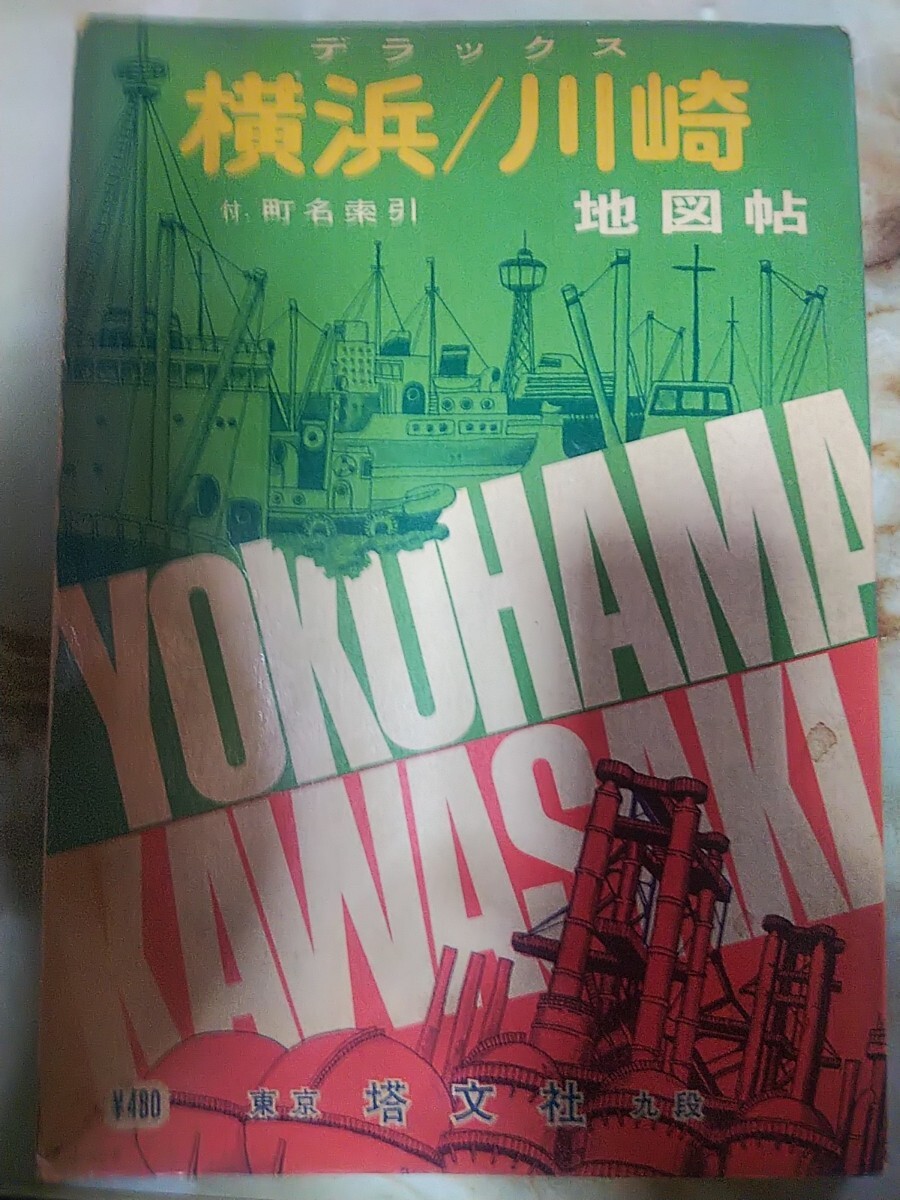 デラックス
横浜/川崎
付.町名索引 地図帖
YOKOHAMA
KAWASAKI
¥480 東京 塔文社 九段